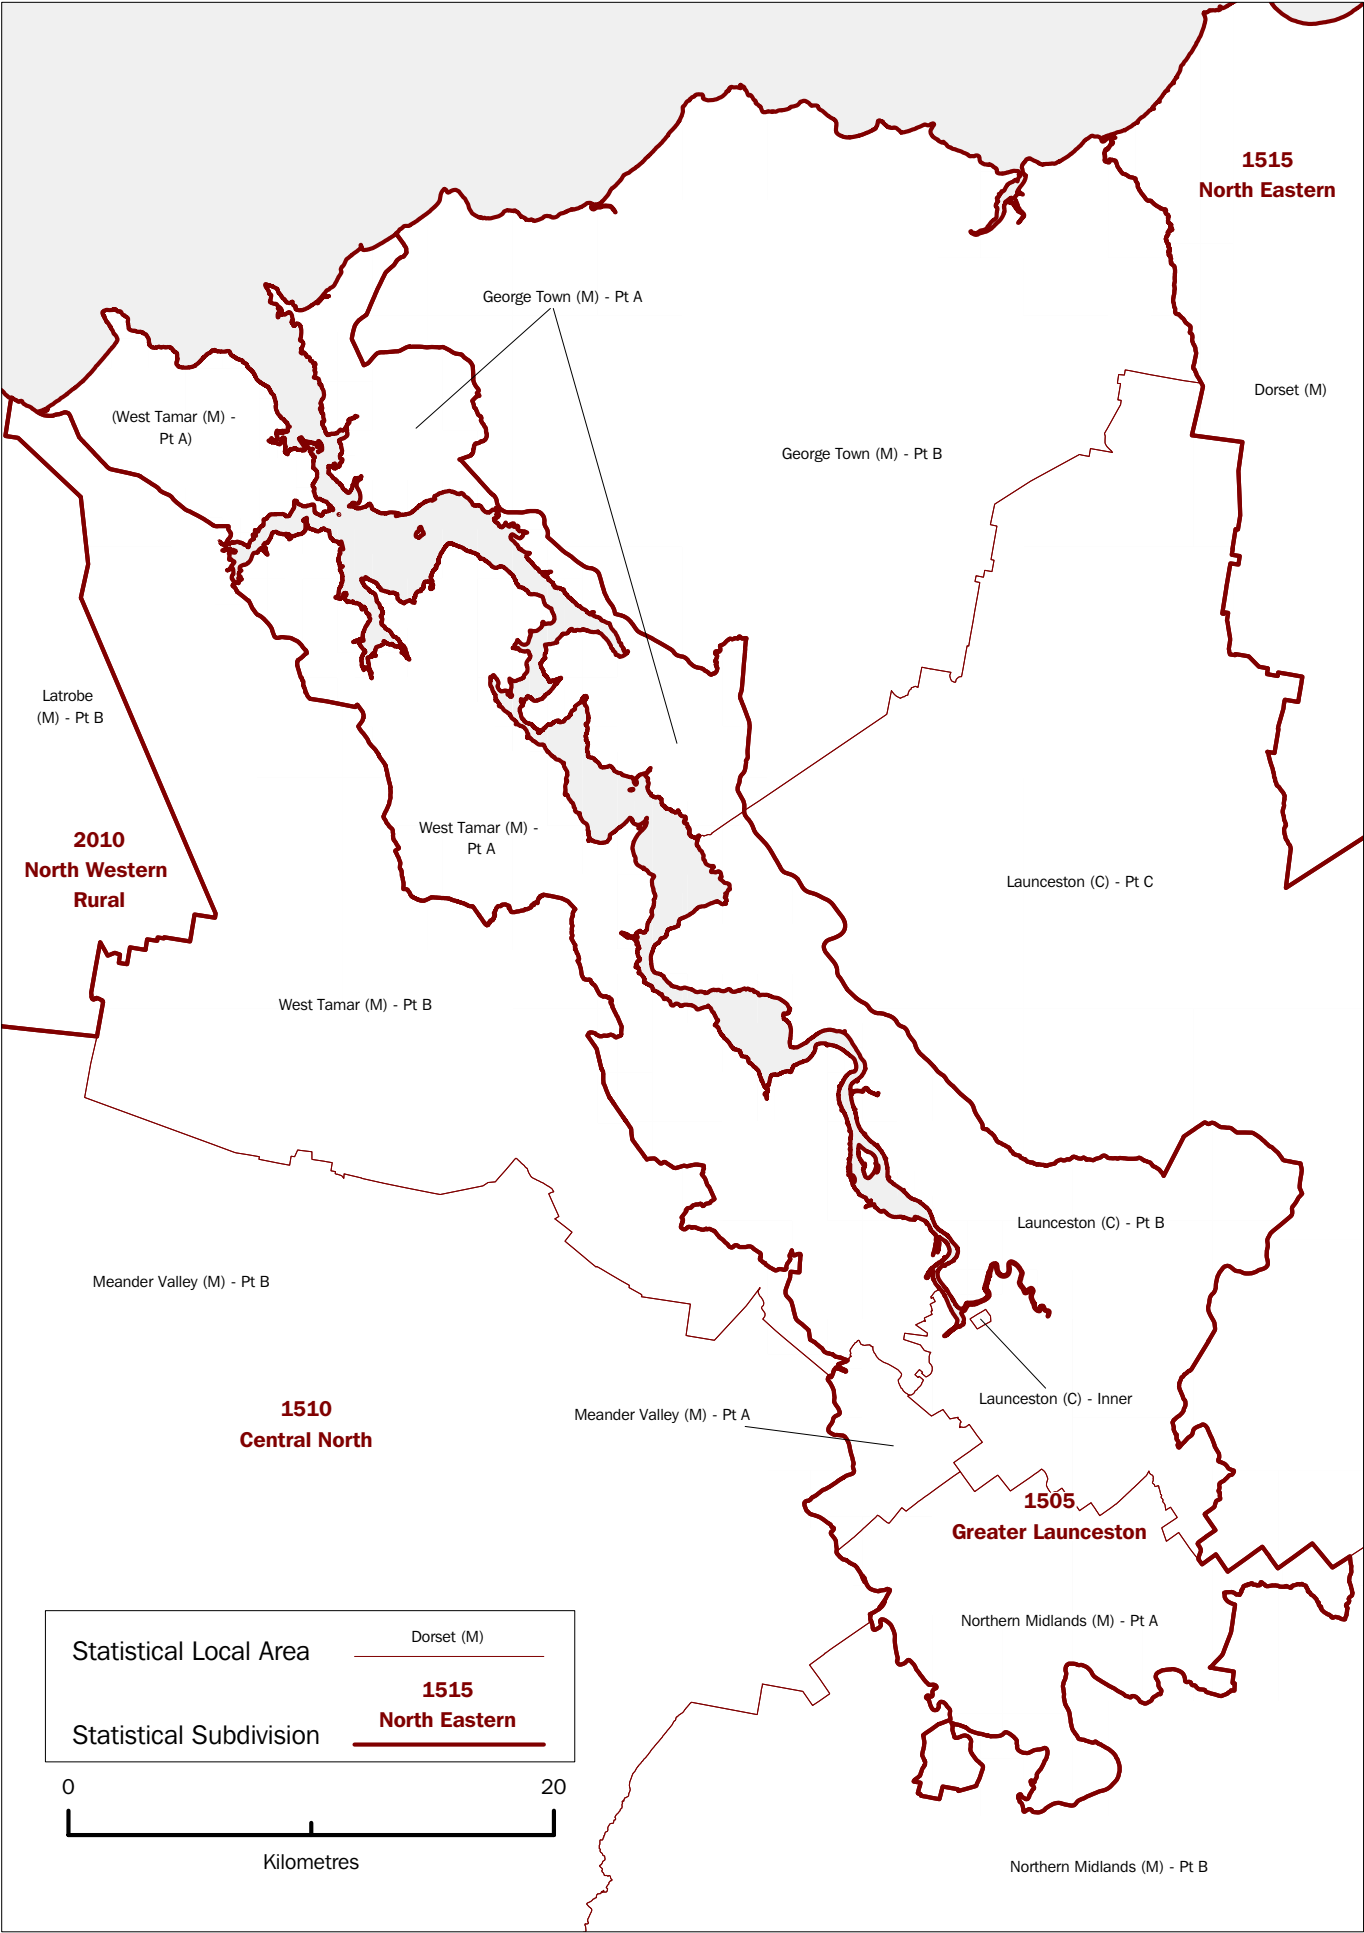 1515
North Eastern
George Town (M) - Pt A
Dorset (M)
(West Tamar (M) -
Pt A)
George Town (M) - Pt B
Latrobe
(M) - Pt B
West Tamar (M) -
Pt A
2010
North Western
Rural
Launceston (C) - Pt C
West Tamar (M) - Pt B
Launceston (C) - Pt B
Meander Valley (M) - Pt B
Launceston (C) - Inner
1510
Central North
Meander Valley (M) - Pt A
1505
Greater Launceston
Northern Midlands (M) - Pt A
Statistical Local Area
Dorset (M)
1515
North Eastern
Statistical Subdivision
0 20
Kilometres
Northern Midlands (M) - Pt B